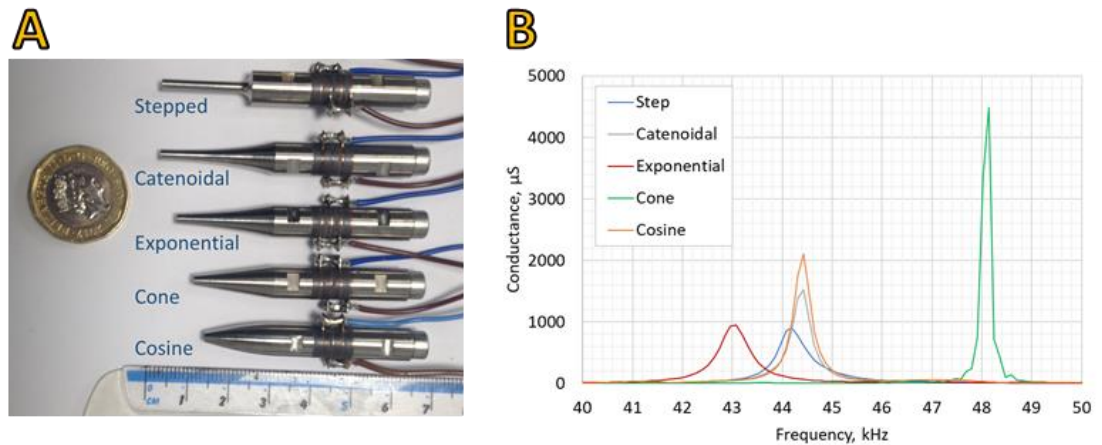 A
B
Stepped
Catenoidal
Exponential
Cone
Cosine
0 1 2 3 4 5 6 7
CM
5000
4000
3000
2000
1000
0
Conductance, µS
Step
Catenoidal
Exponential
Cone
Cosine
40 41 42 43 44 45 46 47 48 49 50
Frequency, kHz